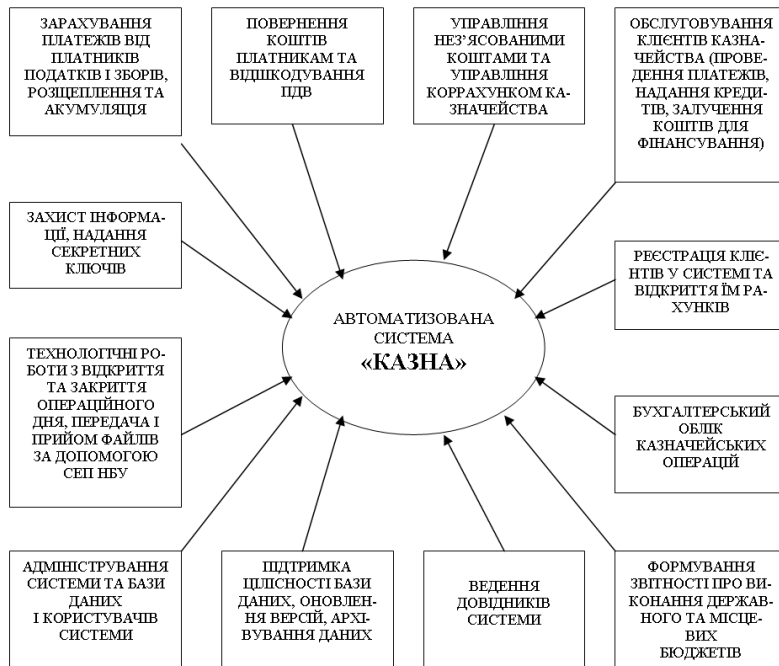 ЗАРАХУВАННЯ
ПЛАТЕЖІВ ВІД
ПЛАТНИКІВ
ПОДАТКІВ І ЗБОРІВ,
РОЗЩЕПЛЕННЯ ТА
АКУМУЛЯЦІЯ
ПОВЕРНЕННЯ
КОШТІВ
ПЛАТНИКАМ ТА
ВІДШКОДУВАННЯ
ПДВ
УПРАВЛІННЯ
НЕЗ’ЯСОВАНИМИ
КОШТАМИ ТА
УПРАВЛІННЯ
КОРРАХУНКОМ КА-
ЗНАЧЕЙСТВА
ОБСЛУГОВУВАННЯ
КЛІЄНТІВ КАЗНА-
ЧЕЙСТВА (ПРОВЕ-
ДЕННЯ ПЛАТЕЖІВ,
НАДАННЯ КРЕДИ-
ТІВ, ЗАЛУЧЕННЯ
КОШТІВ ДЛЯ
ФІНАНСУВАННЯ)
ЗАХИСТ ІНФОРМА-
ЦІЇ, НАДАННЯ
СЕКРЕТНИХ
КЛЮЧІВ
РЕЄСТРАЦІЯ КЛІЄ-
НТІВ У СИСТЕМІ ТА
ВІДКРИТТЯ ЇМ РА-
ХУНКІВ
АВТОМАТИЗОВАНА
СИСТЕМА
«КАЗНА»
ТЕХНОЛОГІЧНІ РО-
БОТИ З ВІДКРИТТЯ
ТА ЗАКРИТТЯ
ОПЕРАЦІЙНОГО
ДНЯ, ПЕРЕДАЧА І
ПРИЙОМ ФАЙЛІВ
ЗА ДОПОМОГОЮ
СЕП НБУ
БУХГАЛТЕРСЬКИЙ
ОБЛІК
КАЗНАЧЕЙСЬКИХ
ОПЕРАЦІЙ
АДМІНІСТРУВАННЯ
СИСТЕМИ ТА БАЗИ
ДАНИХ
І КОРИСТУВАЧІВ
СИСТЕМИ
ПІДТРИМКА
ЦІЛІСНОСТІ БАЗИ
ДАНИХ, ОНОВЛЕН-
НЯ ВЕРСІЙ, АРХІ-
ВУВАННЯ ДАНИХ
ВЕДЕННЯ
ДОВІДНИКІВ
СИСТЕМИ
ФОРМУВАННЯ
ЗВІТНОСТІ ПРО ВИ-
КОНАННЯ ДЕРЖАВ-
НОГО ТА МІСЦЕ-
ВИХ
БЮДЖЕТІВ